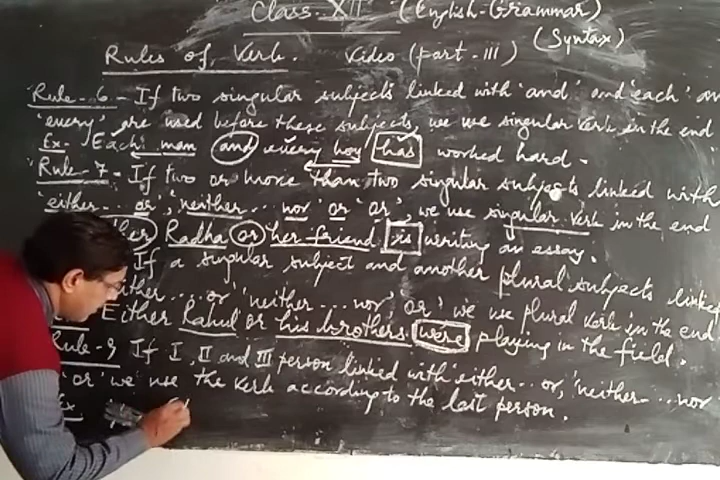 Class-XII (English-Grammar)
(Syntax)
Rules of Verb. Video (Part-III)
Rule-6- If two singular subjects linked with 'and' and 'each' an
'every' are used before these subjects, we use singular verb in the end
Ex- Each man and every boy has worked hard-
Rule-7- If two or more than two singular subjects linked with
'either... or', 'neither... nor' or 'or', we use singular verb in the end
Radha or her friend is writing an essay.
If a singular subject and another plural subjects linked
.... or' 'neither.... nor' 'or' we use plural verb in the end
Either Rahul or his brothers were playing in the field.
Rule-9 If I, II and III person linked with 'either.. or, 'neither... nor
'or' we use the verb according to the last person.
Ex